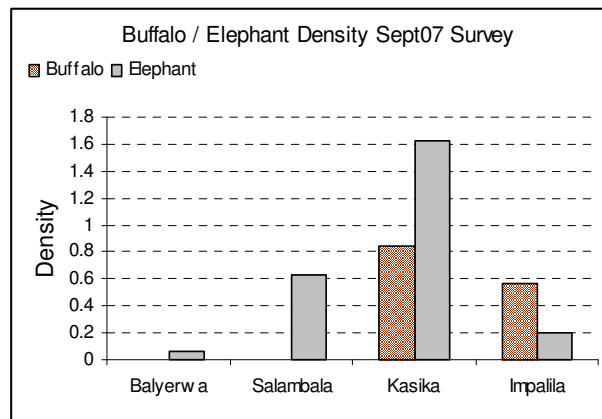 Buffalo / Elephant Density Sept07 Survey
Buffalo Elephant
Density
1.8
1.6
1.4
1.2
1
0.8
0.6
0.4
0.2
0
Balyerwa Salambala Kasika Impalila